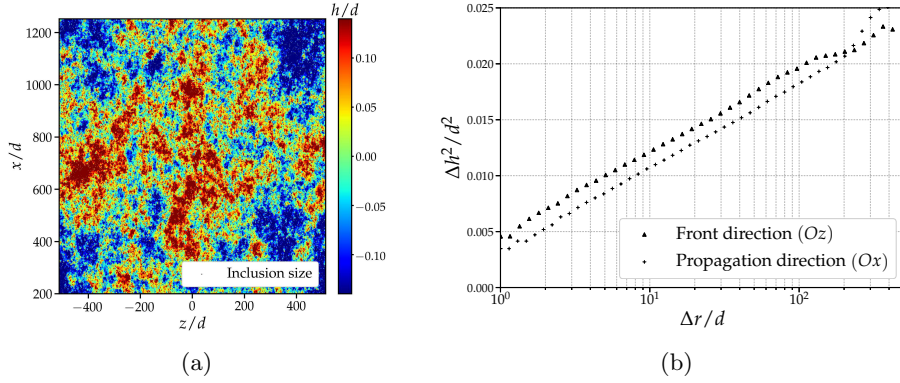 h/d
1200
1000
800
600
400
200
x/d
−400
−200
0
200
400
z/d
Inclusion size
0.10
0.05
0.00
−0.05
−0.10
(a)
0.025
0.020
0.015
0.010
0.005
0.000
Δh²/d²
10⁰
10¹
10²
Δr/d
Front direction (Oz)
Propagation direction (Ox)
(b)